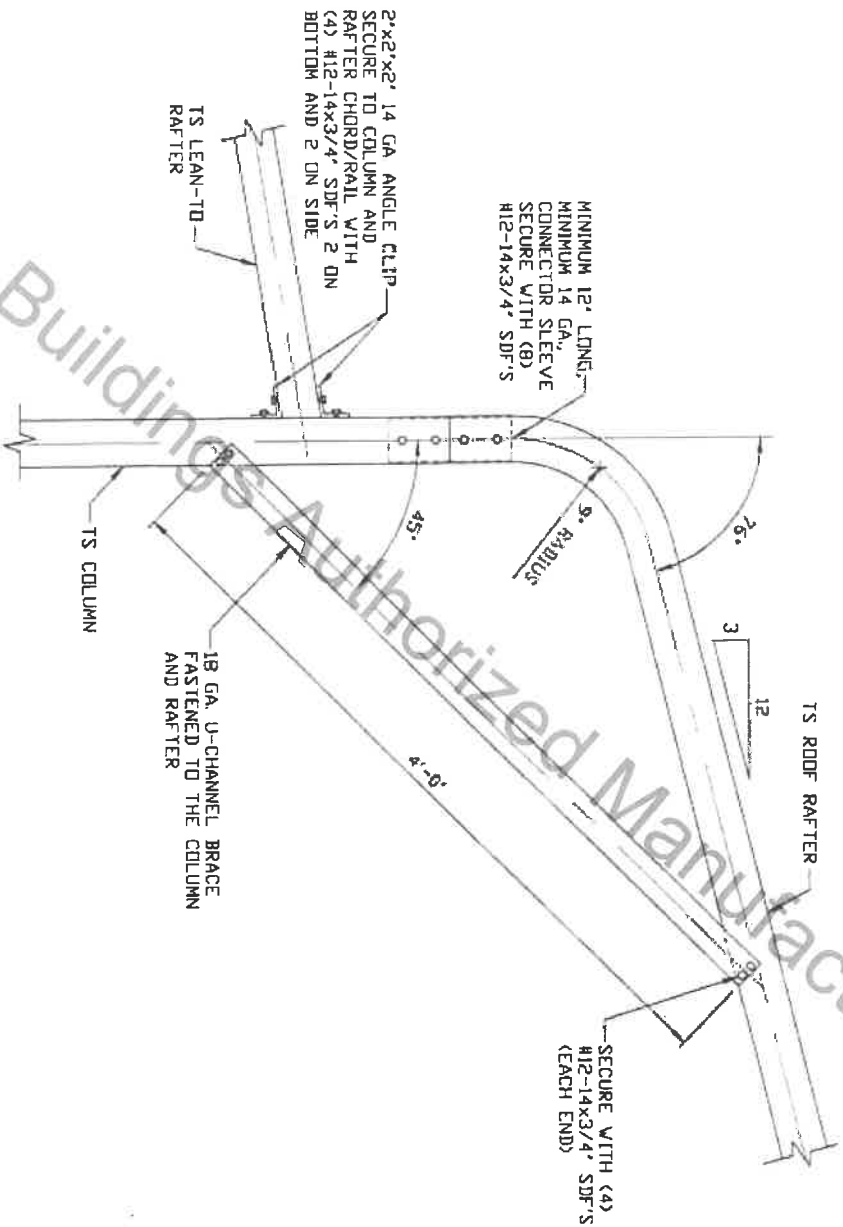 TS ROOF RAFTER
12
3
76°
9" RADIUS
MINIMUM 12" LONG,
MINIMUM 14 GA.,
CONNECTOR SLEEVE
SECURE WITH (8)
#12-14x3/4" SDF'S
45°
4'-0"
SECURE WITH (4)
#12-14x3/4" SDF'S
(EACH END)
2"x2"x2" 14 GA ANGLE CLIP
SECURE TO COLUMN AND
RAFTER CHORD/RAIL WITH
(4) #12-14x3/4" SDF'S 2 ON
BOTTOM AND 2 ON SIDE
TS LEAN-TO
RAFTER
18 GA. U-CHANNEL BRACE
FASTENED TO THE COLUMN
AND RAFTER
TS COLUMN
Buildings Authorized Manufac